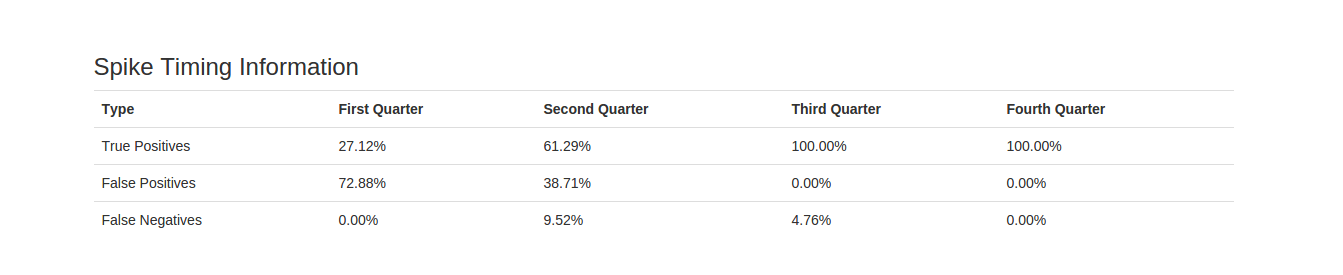 Spike Timing Information
Type First Quarter Second Quarter Third Quarter Fourth Quarter
True Positives 27.12% 61.29% 100.00% 100.00%
False Positives 72.88% 38.71% 0.00% 0.00%
False Negatives 0.00% 9.52% 4.76% 0.00%